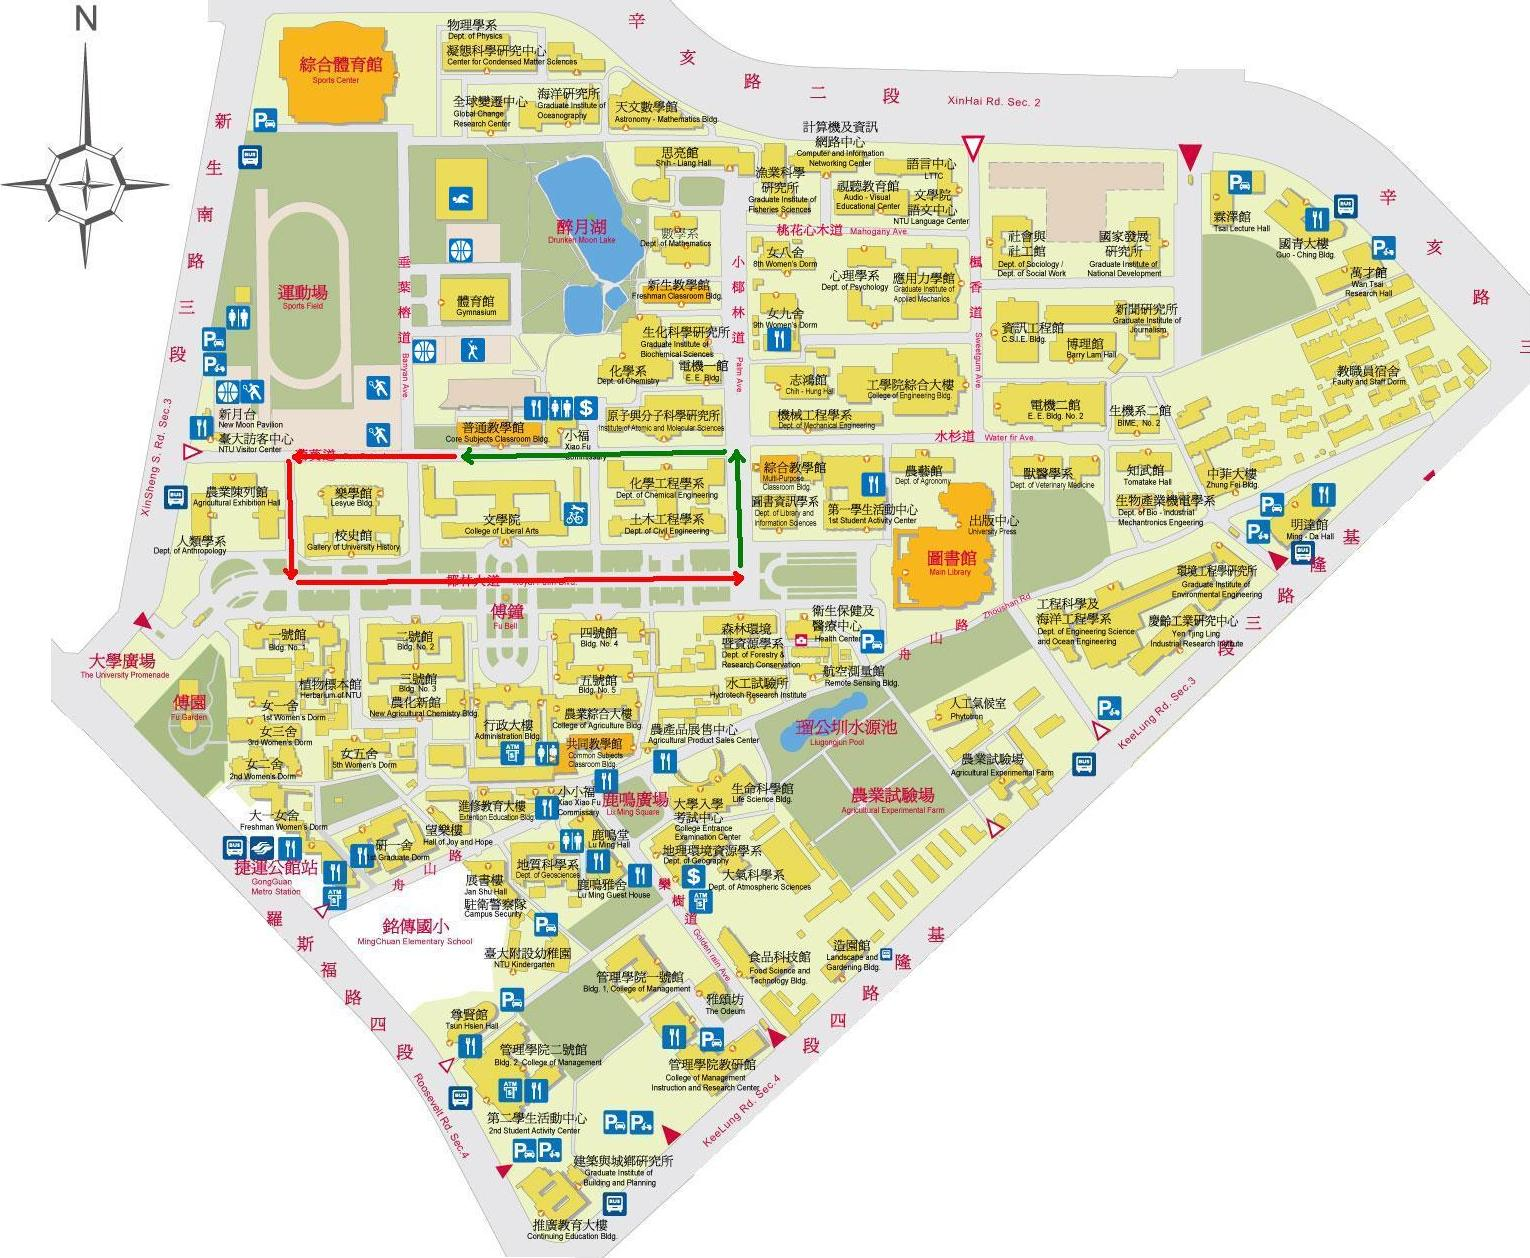 N
辛亥路二段
XinHai Rd. Sec. 2
物理學系
Dept. of Physics
凝態科學研究中心
Center for Condensed Matter Sciences
綜合體育館
Sports Center
全球變遷中心
Global Change
Research Center
海洋研究所
Graduate Institute of
Oceanography
天文數學館
Astronomy - Mathematics Bldg.
新生南路三段
XinSheng S. Rd. Sec.3
計算機及資訊
網路中心
Computer and Information
Networking Center
思亮館
Shih - Liang Hall
漁業科學
研究所
Graduate Institute of
Fisheries Sciences
語言中心
LTTC
視聽教育館
Audio - Visual
Educational Center
文學院
語文中心
NTU Language Center
霖澤館
Tsai Lecture Hall
國青大樓
Guo - Ching Bldg.
萬才館
Wan Tsai
Research Hall
辛亥路三
醉月湖
Drunken Moon Lake
數學系
Dept. of Mathematics
桃花心木道 Mahogany Ave.
社會與
社工館
Dept. of Sociology /
Dept. of Social Work
國家發展
研究所
Graduate Institute of
National Development
女八舍
8th Women's Dorm
心理學系
Dept. of Psychology
應用力學館
Graduate Institute of
Applied Mechanics
運動場
Sports Field
垂葉榕道
Banyan Ave
體育館
Gymnasium
新生教學館
Freshman Classroom Bldg.
小椰林道
Palm Ave.
女九舍
9th Women's Dorm
楓香道
Sweetgum Ave.
生化科學研究所
Graduate Institute of
Biochemical Sciences
資訊工程館
C.S.I.E. Bldg.
新聞研究所
Graduate Institute of
Journalism
博理館
Barry Lam Hall
化學系
Dept. of Chemistry
電機一館
E. E. Bldg.
志鴻館
Chih - Hung Hall
工學院綜合大樓
College of Engineering Bldg.
教職員宿舍
Faculty and Staff Dorm.
新月台
New Moon Pavilion
臺大訪客中心
NTU Visitor Center
普通教學館
Core Subjects Classroom Bldg.
小福
Xiao Fu
原子與分子科學研究所
Institute of Atomic and Molecular Sciences
機械工程學系
Dept. of Mechanical Engineering
電機二館
E. E. Bldg. No. 2
生機系二館
BIME, No. 2
水杉道 Water fir Ave.
農業陳列館
Agricultural Exhibition Hall
樂學館
Lesyue Bldg.
化學工程學系
Dept. of Chemical Engineering
綜合教學館
Multi-Purpose
Classroom Bldg.
農藝館
Dept. of Agronomy
獸醫學系
Dept. of Veterinary Medicine
知武館
Tomatake Hall
中菲大樓
Zhung Fei Bldg.
人類學系
Dept. of Anthropology
校史館
Gallery of University History
文學院
College of Liberal Arts
土木工程學系
Dept. of Civil Engineering
圖書資訊學系
Dept. of Library and
Information Sciences
第一學生活動中心
1st Student Activity Center
出版中心
University Press
生物產業機電學系
Dept. of Bio - Industrial
Mechantronics Engeering
明達館
Ming - Da Hall
圖書館
Main Library
環境工程學研究所
Graduate Institute of
Environmental Engineering
基隆路三段
KeeLung Rd. Sec.3
椰林大道
傅鐘
Fu Bell
舟山路
Zhoushan Rd
工程科學及
海洋工程學系
Dept. of Engineering Science
and Ocean Engineering
慶齡工業研究中心
Yen Tjing Ling
Industrial Research Institute
大學廣場
The University Promenade
一號館
Bldg. No. 1
二號館
Bldg. No. 2
四號館
Bldg. No. 4
森林環境
暨資源學系
Dept. of Forestry &
Research Conservation
衛生保健及
醫療中心
Health Center
傅園
Fu Garden
植物標本館
Herbarium of NTU
三號館
Bldg. No. 3
農化新館
New Agricultural Chemistry Bldg.
五號館
Bldg. No. 5
水工試驗所
Hydrotech Research Institute
航空測量館
Remote Sensing Bldg.
女一舍
1st Women's Dorm
女三舍
3rd Women's Dorm
女二舍
2nd Women's Dorm
女五舍
5th Women's Dorm
行政大樓
Administration Bldg.
農業綜合大樓
College of Agriculture Bldg.
共同教學館
Common Subjects
Classroom Bldg.
農產品展售中心
Agricultural Product Sales Center
瑠公圳水源池
Liugongjun Pool
人工氣候室
Phytotron
農業試驗場
Agricultural Experimental Farm
農業試驗場
Agricultural Experimental Farm
大一女舍
Freshman Women's Dorm
進修教育大樓
Extention Education Bldg.
小小福
Xiao Xiao Fu
Commissary
鹿鳴廣場
Lu Ming Square
生命科學館
Life Science Bldg.
大學入學
考試中心
College Entrance
Examination Center
望樂樓
Hall of Joy and Hope
研一舍
1st Graduate Dorm
鹿鳴堂
Lu Ming Hall
地理環境資源學系
Dept. of Geography
捷運公館站
GongGuan
Metro Station
舟山路
地質科學系
Dept. of Geosciences
鹿鳴雅舍
Lu Ming Guest House
大氣科學系
Dept. of Atmospheric Sciences
展書樓
Jan Shu Hall
駐衛警察隊
Campus Security
欒樹道
Golden rain Ave.
銘傳國小
MingChuan Elementary School
臺大附設幼稚園
NTU Kindergarten
管理學院一號館
Bldg. 1, College of Management
食品科技館
Food Science and
Technology Bldg.
造園館
Landscape and
Gardening Bldg.
羅斯福路四段
Roosevelt Rd. Sec.4
雅頌坊
The Odeum
尊賢館
Tsun Hsien Hall
管理學院二號館
Bldg. 2, College of Management
管理學院教研館
College of Management
Instruction and Research Center
基隆路四段
KeeLung Rd. Sec.4
第二學生活動中心
2nd Student Activity Center
建築與城鄉研究所
Graduate Institute of
Building and Planning
推廣教育大樓
Continuing Education Bldg.